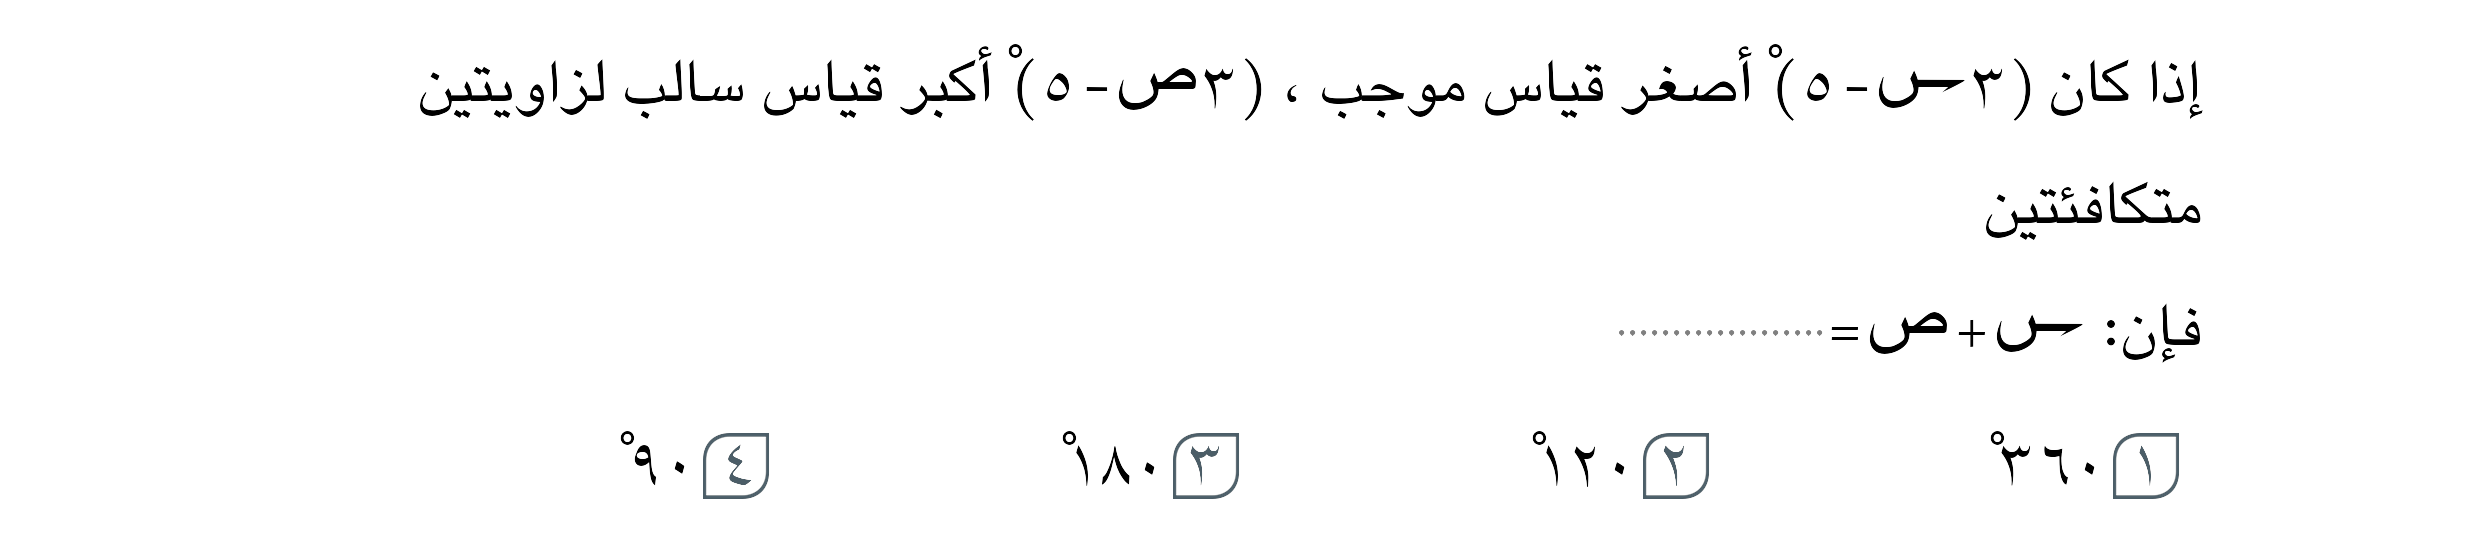 إذا كان (٣س - ٥)° أصغر قياس موجب ، (٣ص - ٥)° أكبر قياس سالب لزاويتين
متكافئتين
فإن: س + ص = ..................
١ ٣٦٠° ٢ ١٢٠° ٣ ١٨٠° ٤ ٩٠°